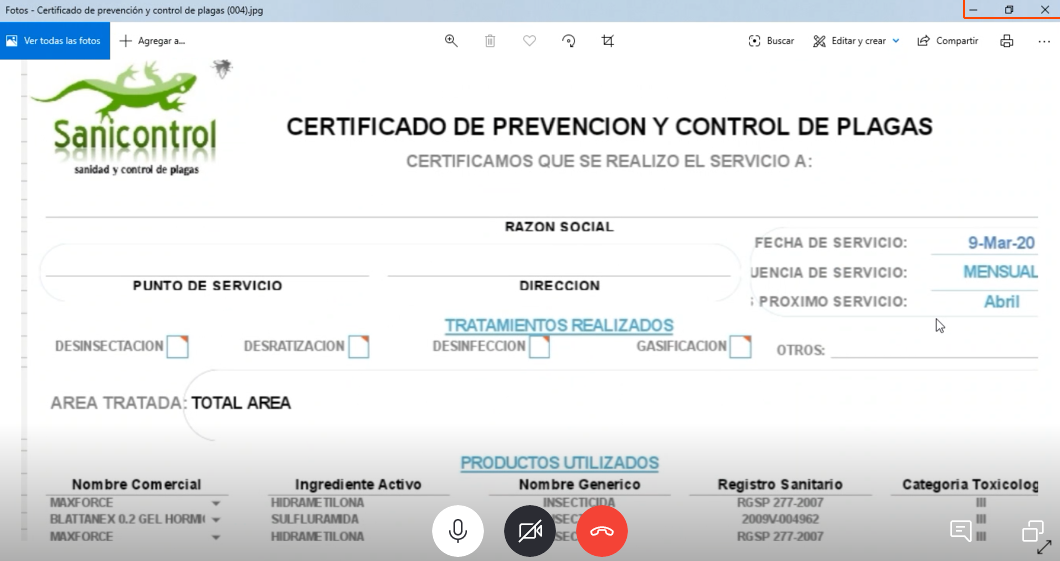 Fotos - Certificado de prevención y control de plagas (004).jpg
Ver todas las fotos
Agregar a...
Buscar
Editar y crear
Compartir
Sanicontrol
sanidad y control de plagas
CERTIFICADO DE PREVENCION Y CONTROL DE PLAGAS
CERTIFICAMOS QUE SE REALIZO EL SERVICIO A:
RAZON SOCIAL
FECHA DE SERVICIO: 9-Mar-20
UENCIA DE SERVICIO: MENSUAL
PROXIMO SERVICIO: Abril
PUNTO DE SERVICIO DIRECCION
TRATAMIENTOS REALIZADOS
DESINSECTACION DESRATIZACION DESINFECCION GASIFICACION OTROS:
AREA TRATADA: TOTAL AREA
PRODUCTOS UTILIZADOS
Nombre Comercial Ingrediente Activo Nombre Generico Registro Sanitario Categoria Toxicolog
MAXFORCE HIDRAMETILONA INSECTICIDA RGSP 277-2007 III
BLATTANEX 0.2 GEL HORMI SULFLURAMIDA 2009V-004962 III
MAXFORCE HIDRAMETILONA RGSP 277-2007 III